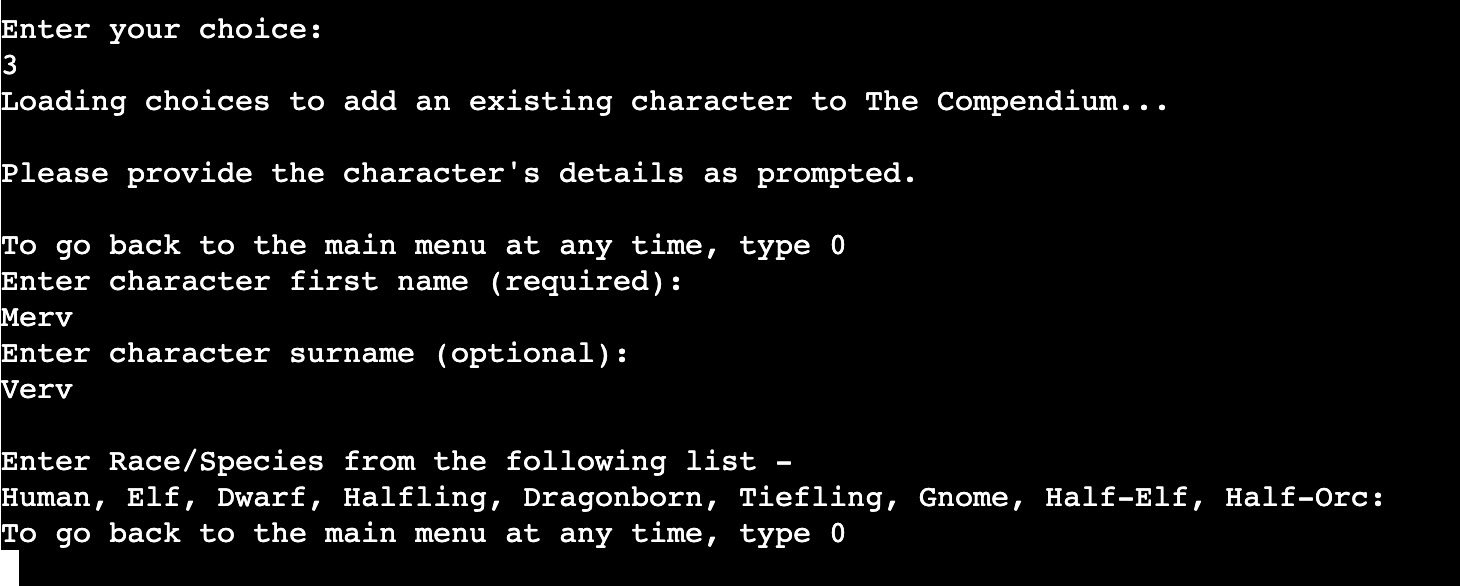 Enter your choice:
3
Loading choices to add an existing character to The Compendium...
Please provide the character's details as prompted.
To go back to the main menu at any time, type 0
Enter character first name (required):
Merv
Enter character surname (optional):
Verv
Enter Race/Species from the following list -
Human, Elf, Dwarf, Halfling, Dragonborn, Tiefling, Gnome, Half-Elf, Half-Orc:
To go back to the main menu at any time, type 0